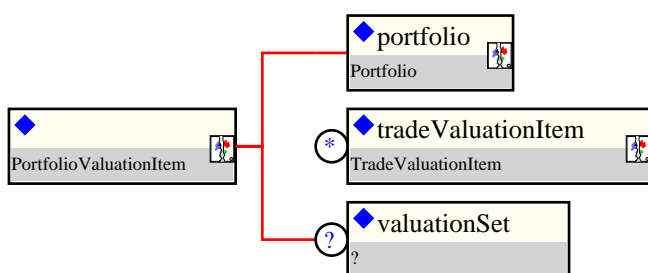 portfolio
Portfolio
PortfolioValuationItem
*
tradeValuationItem
TradeValuationItem
?
valuationSet
?